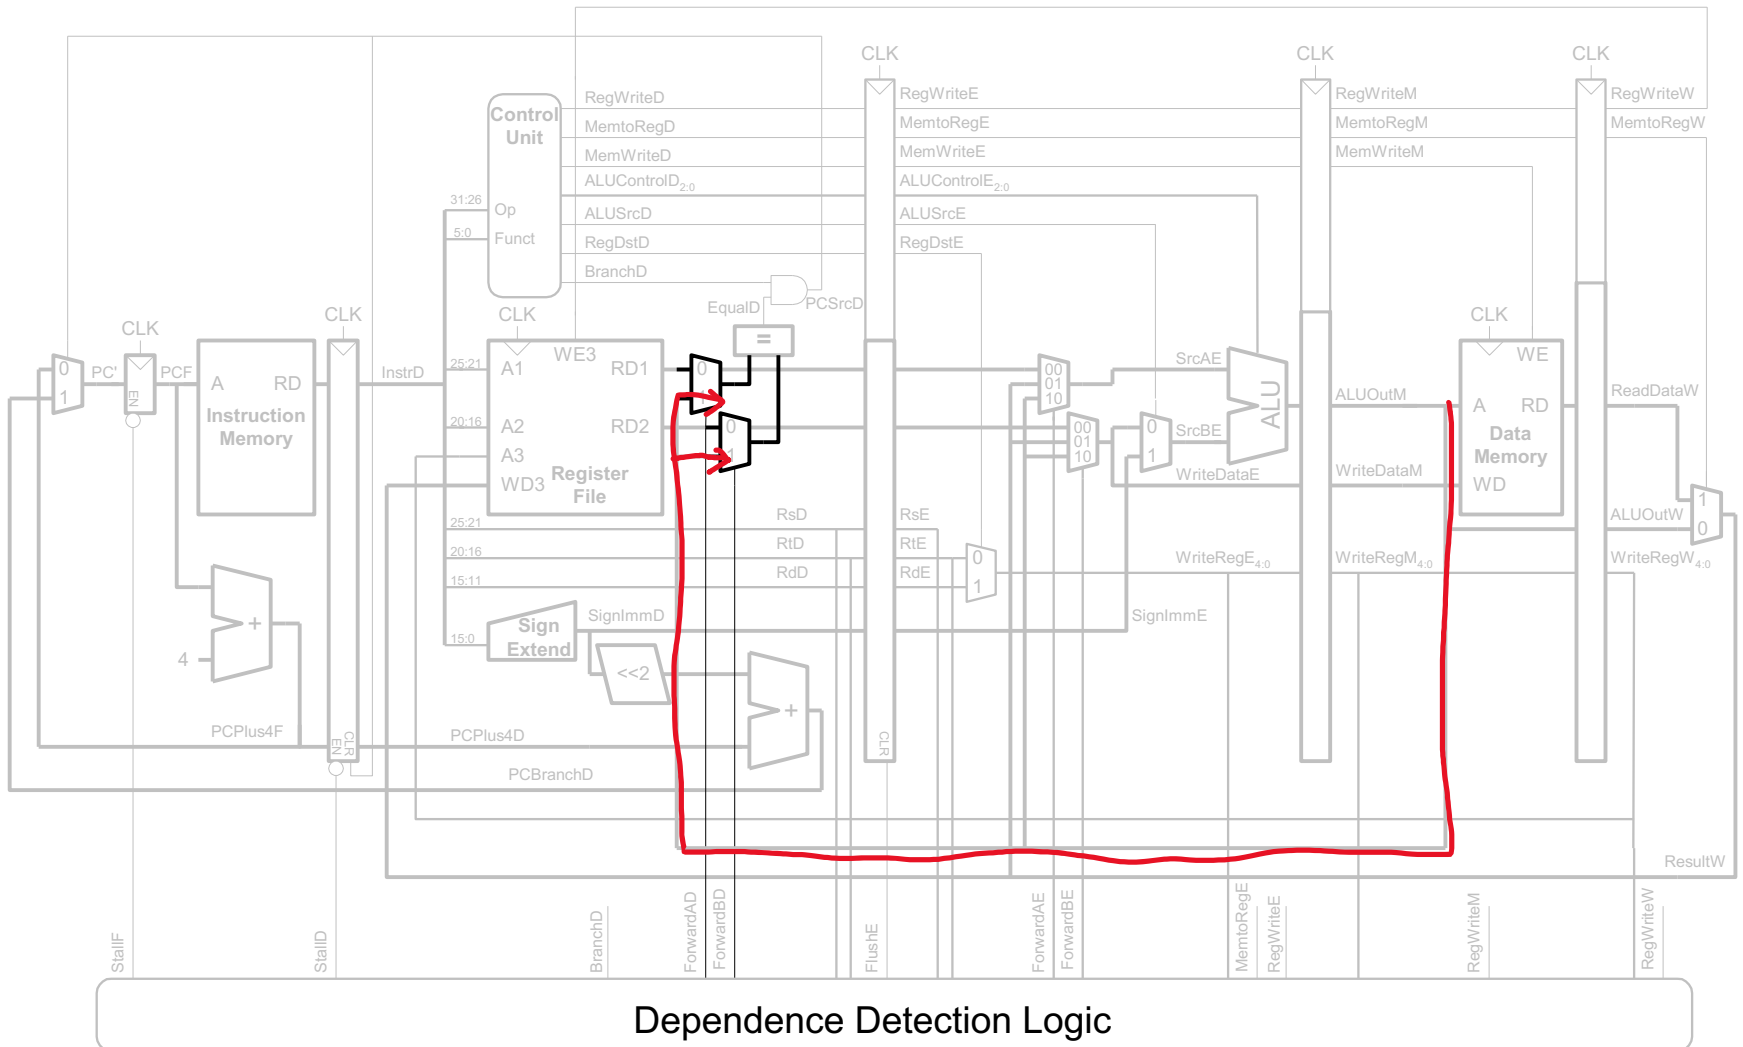 CLK
CLK
CLK
RegWriteD
RegWriteE
RegWriteM
RegWriteW
Control
Unit
MemtoRegD
MemtoRegE
MemtoRegM
MemtoRegW
MemWriteD
MemWriteE
MemWriteM
ALUControlD2:0
ALUControlE2:0
31:26
Op
ALUSrcD
ALUSrcE
5:0
Funct
RegDstD
RegDstE
BranchD
EqualD
PCSrcD
CLK
CLK
CLK
CLK
=
WE3
WE
0
1
PC'
PCF
EN
A
RD
Instruction
Memory
InstrD
25:21
A1
RD1
0
1
00
01
10
SrcAE
ALU
ALUOutM
A
RD
ReadDataW
20:16
A2
RD2
0
1
00
01
10
0
1
SrcBE
Data
Memory
A3
WD3
Register
File
WriteDataE
WriteDataM
WD
1
0
ALUOutW
25:21
RsD
RsE
20:16
RtD
RtE
0
1
WriteRegE4:0
WriteRegM4:0
WriteRegW4:0
15:11
RdD
RdE
SignImmD
SignImmE
Sign
Extend
15:0
+
4
<<2
+
PCPlus4F
EN
CLR
PCPlus4D
CLR
PCBranchD
ResultW
StallF
StallD
BranchD
ForwardAD
ForwardBD
FlushE
ForwardAE
ForwardBE
MemtoRegE
RegWriteE
RegWriteM
RegWriteW
Dependence Detection Logic